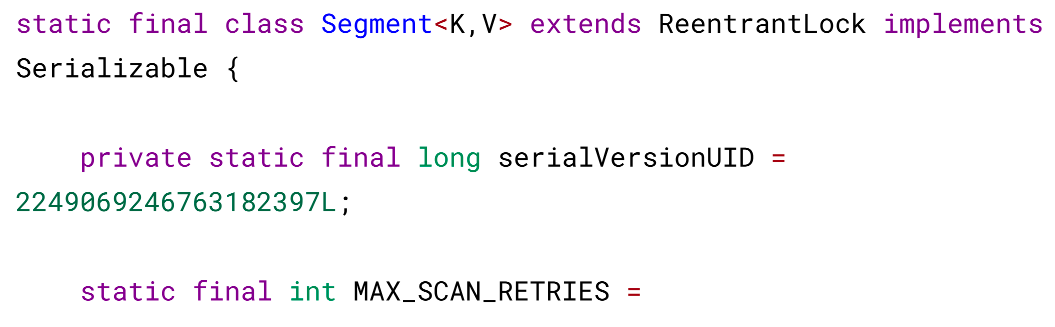 static final class Segment<K,V> extends ReentrantLock implements
Serializable {
private static final long serialVersionUID =
2249069246763182397L;
static final int MAX_SCAN_RETRIES =